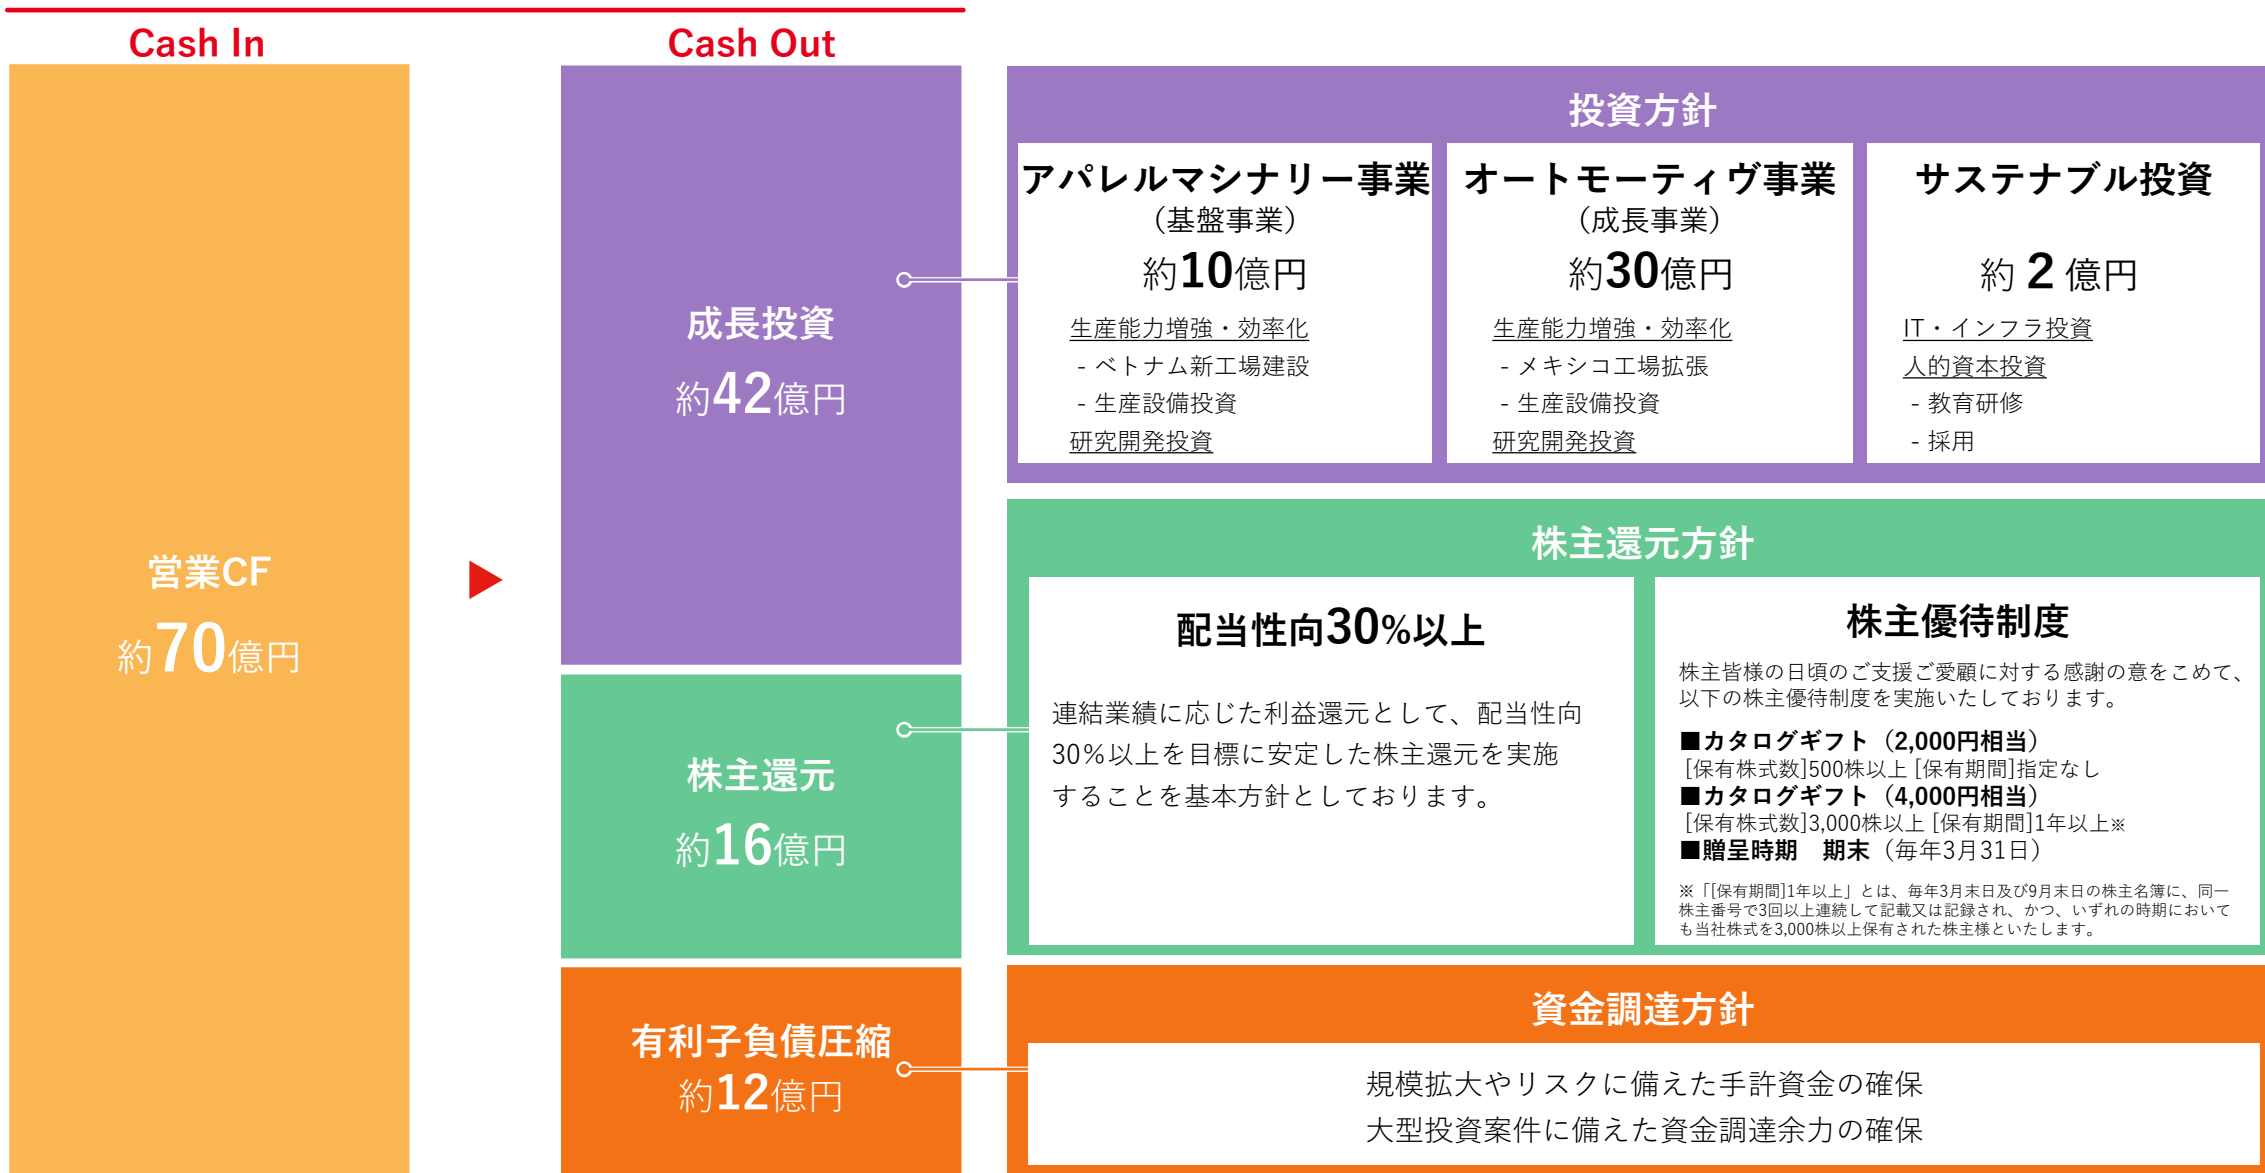 Cash In
Cash Out
営業CF
約70億円
成長投資
約42億円
株主還元
約16億円
有利子負債圧縮
約12億円
投資方針
アパレルマシナリー事業
（基盤事業）
約10億円
生産能力増強・効率化
- ベトナム新工場建設
- 生産設備投資
研究開発投資
オートモーティヴ事業
（成長事業）
約30億円
生産能力増強・効率化
- メキシコ工場拡張
- 生産設備投資
研究開発投資
サステナブル投資
約 2 億円
IT・インフラ投資
人的資本投資
- 教育研修
- 採用
株主還元方針
配当性向30%以上
連結業績に応じた利益還元として、配当性向
30％以上を目標に安定した株主還元を実施
することを基本方針としております。
株主優待制度
株主皆様の日頃のご支援ご愛顧に対する感謝の意をこめて、
以下の株主優待制度を実施いたしております。
■カタログギフト（2,000円相当）
[保有株式数]500株以上 [保有期間]指定なし
■カタログギフト（4,000円相当）
[保有株式数]3,000株以上 [保有期間]1年以上※
■贈呈時期　期末（毎年3月31日）
※「[保有期間]1年以上」とは、毎年3月末日及び9月末日の株主名簿に、同一
株主番号で3回以上連続して記載又は記録され、かつ、いずれの時期において
も当社株式を3,000株以上保有された株主様といたします。
資金調達方針
規模拡大やリスクに備えた手許資金の確保
大型投資案件に備えた資金調達余力の確保